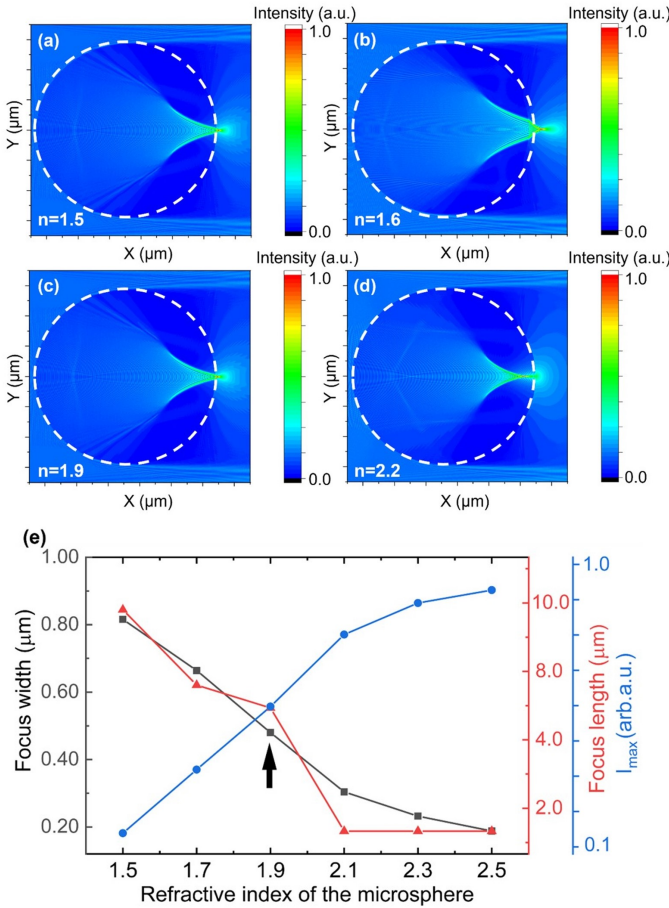 Intensity (a.u.)
(a)
1.0
Y (µm)
n=1.5
0.0
X (µm)
Intensity (a.u.)
(b)
1.0
Y (µm)
n=1.6
0.0
X (µm)
Intensity (a.u.)
(c)
1.0
Y (µm)
n=1.9
0.0
X (µm)
Intensity (a.u.)
(d)
1.0
Y (µm)
n=2.2
0.0
X (µm)
(e)
Focus width (µm)
1.00
0.80
0.60
0.40
0.20
1.5 1.7 1.9 2.1 2.3 2.5
Refractive index of the microsphere
10.0
8.0
4.0
2.0
Focus length (µm)
1.0
0.1
Imax(arb.a.u.)